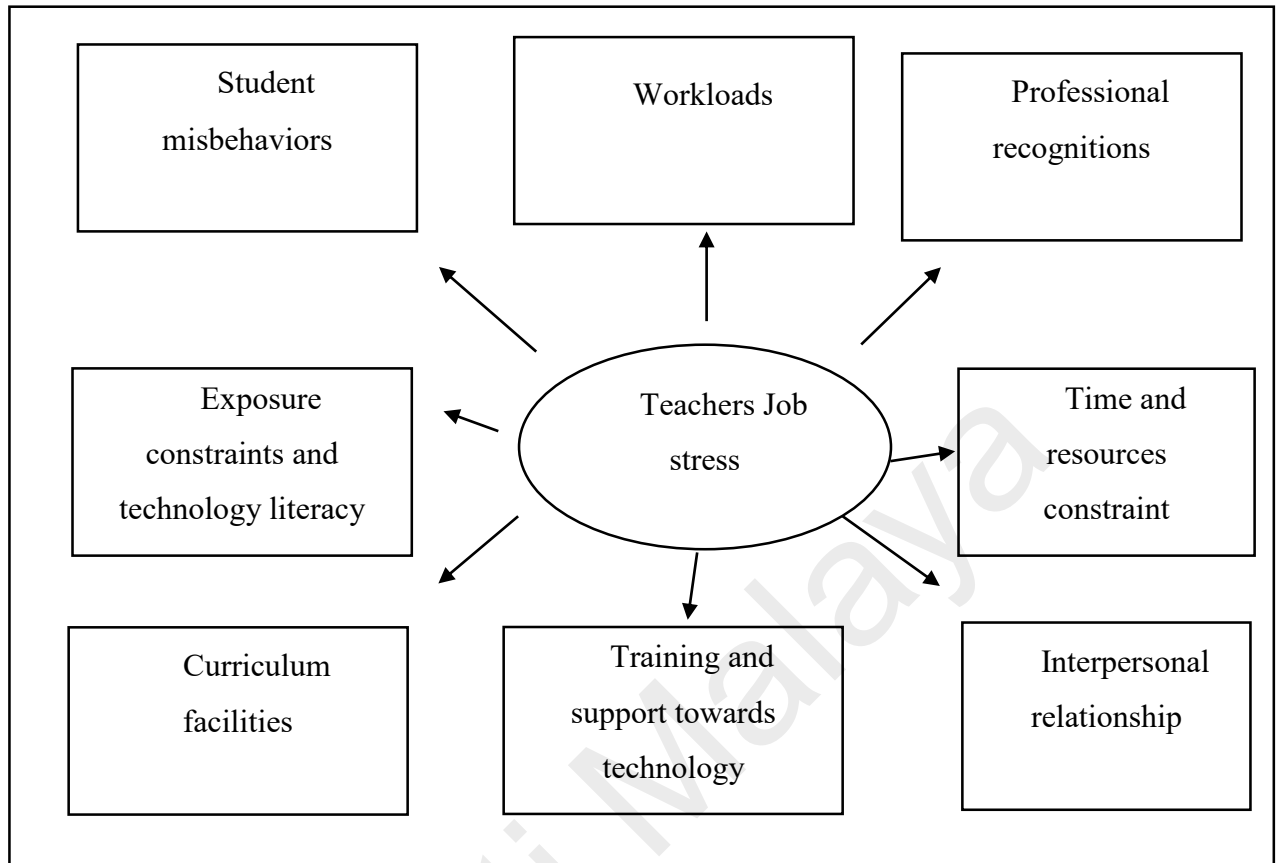 Student
misbehaviors
Workloads
Professional
recognitions
Exposure
constraints and
technology literacy
Teachers Job
stress
Time and
resources
constraint
Curriculum
facilities
Training and
support towards
technology
Interpersonal
relationship
Malaya